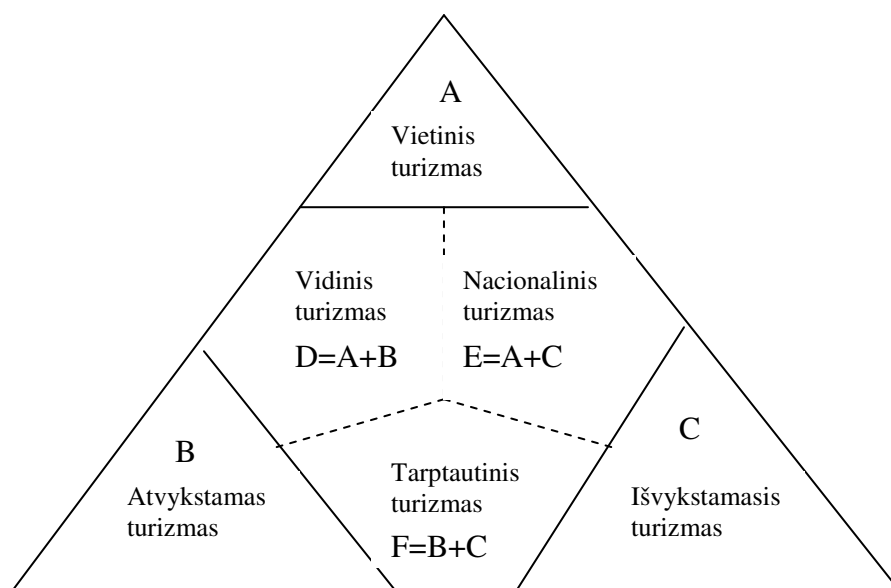 A
Vietinis
turizmas
Vidinis
turizmas
D=A+B
Nacionalinis
turizmas
E=A+C
B
Atvykstamas
turizmas
Tarptautinis
turizmas
F=B+C
C
Išvykstamasis
turizmas